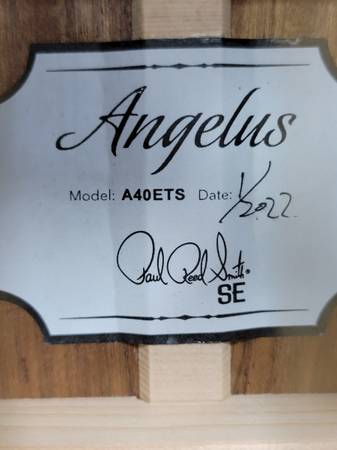 Angelus
Model: A40ETS Date: 1/2022
Paul Reed Smith®
SE